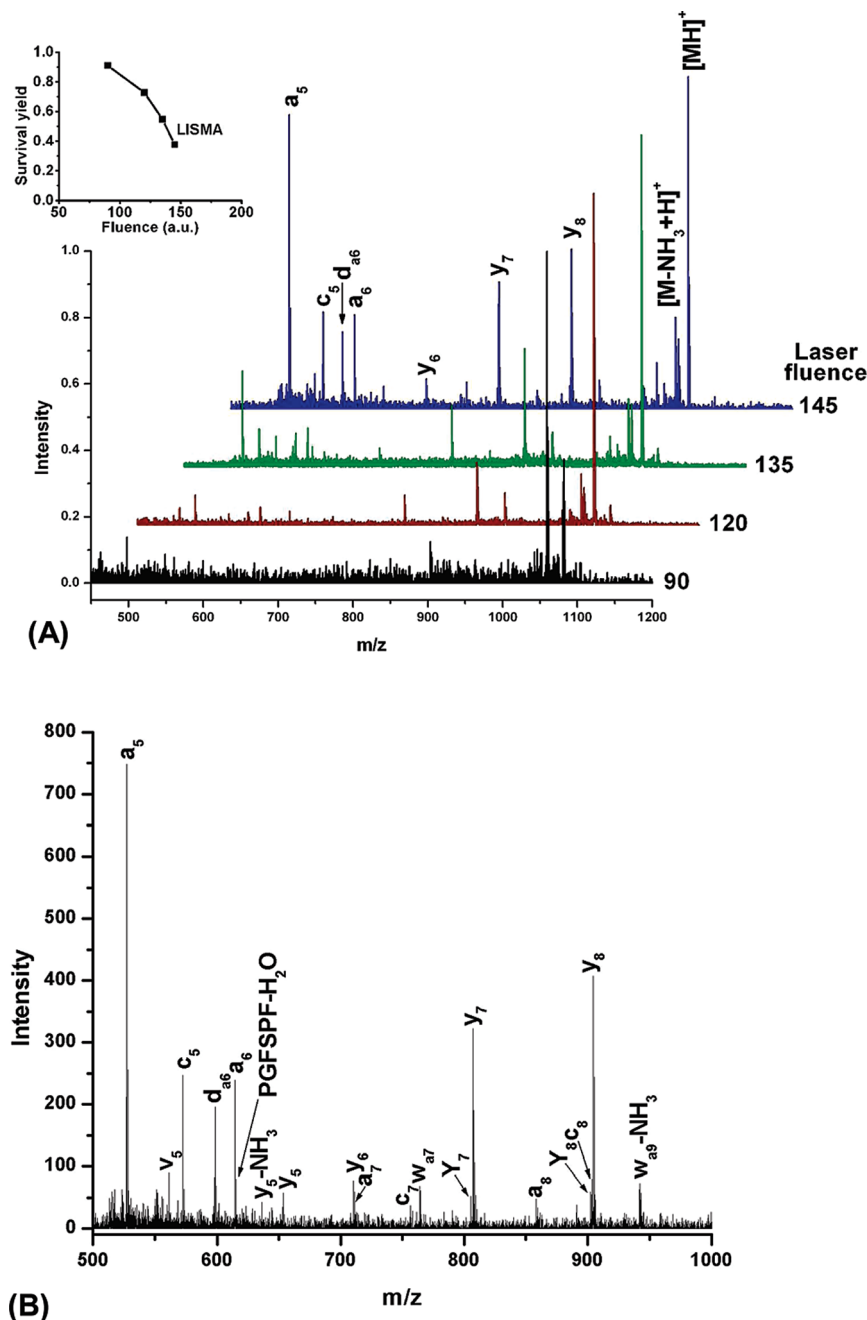 1.0
0.8
0.6
0.4
0.2
0.0
Survival yield
LISMA
50 100 150 200
Fluence (a.u.)
a5
c5
da6
a6
y6
y7
y8
[M-NH3+H]+
[MH]+
Laser fluence
145
135
120
90
1.0
0.8
0.6
0.4
0.2
0.0
Intensity
500 600 700 800 900 1000 1100 1200
m/z
(A)
800
700
600
500
400
300
200
100
0
Intensity
a5
v5
c5
da6
a6
PGFSPF-H2O
y5-NH3
y5
y6
a7
c7
wa7
Y7
y7
a8
Y8
c8
y8
wa9-NH3
500 600 700 800 900 1000
m/z
(B)